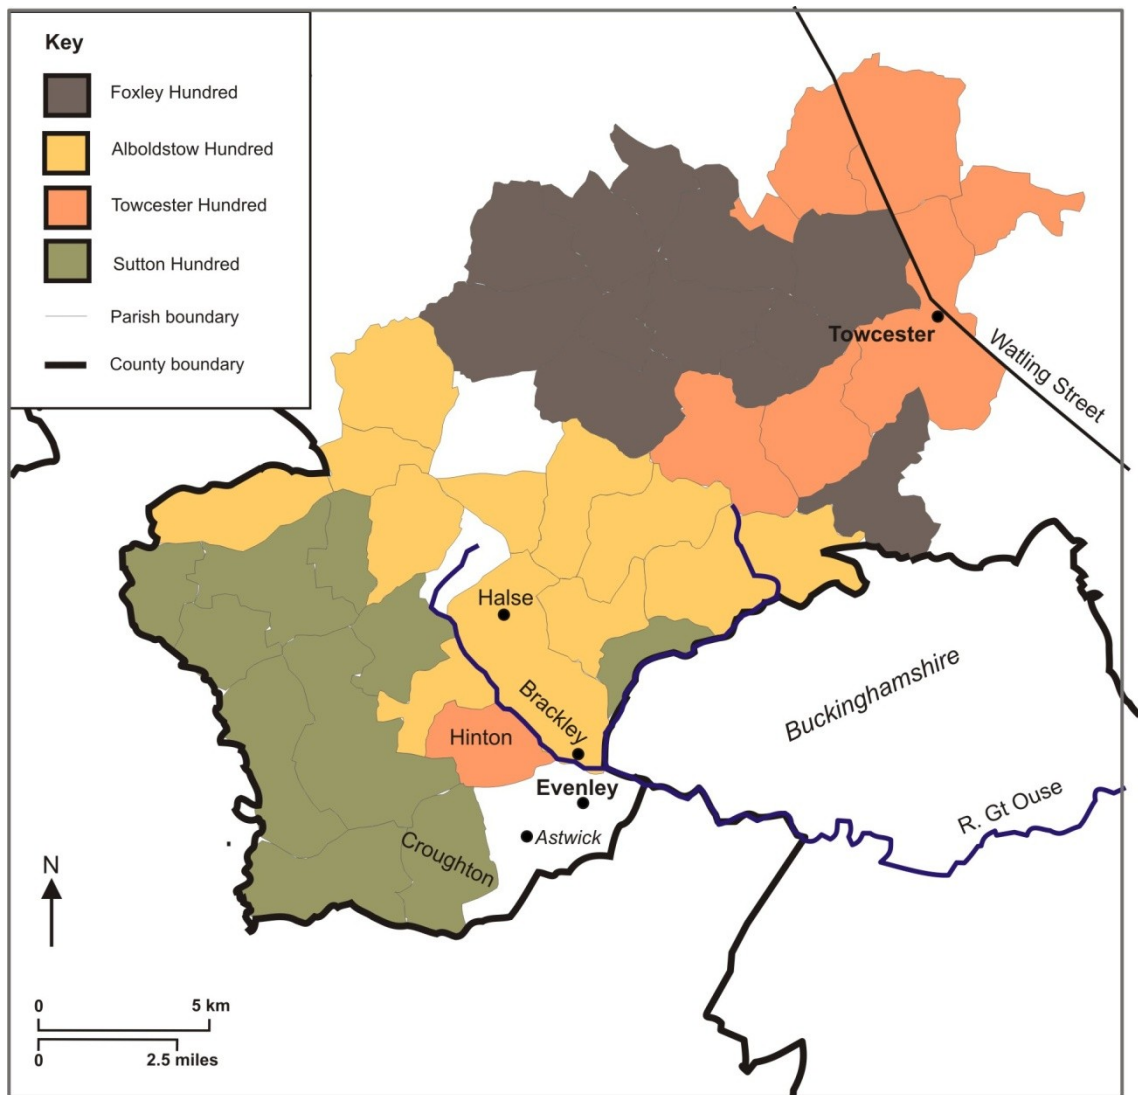 Key
Foxley Hundred
Alboldstow Hundred
Towcester Hundred
Sutton Hundred
Parish boundary
County boundary
Towcester
Watling Street
Halse
Brackley
Buckinghamshire
Hinton
Evenley
R. Gt Ouse
Astwick
Croughton
N
0 5 km
0 2.5 miles